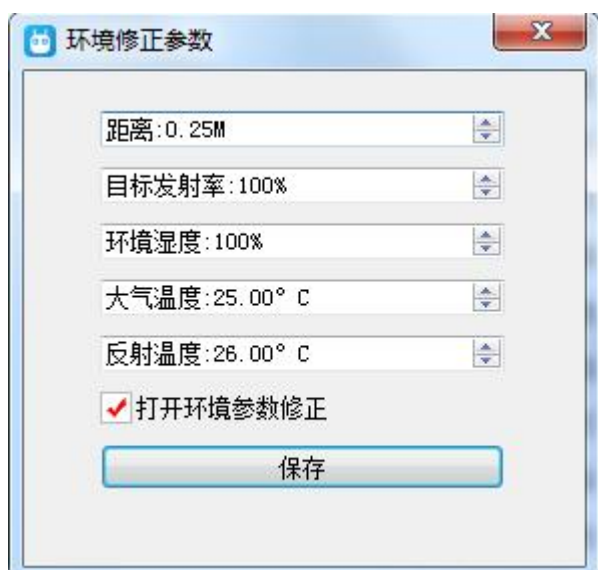 环境修正参数
距离:0.25M
目标发射率:100%
环境湿度:100%
大气温度:25.00° C
反射温度:26.00° C
打开环境参数修正
保存